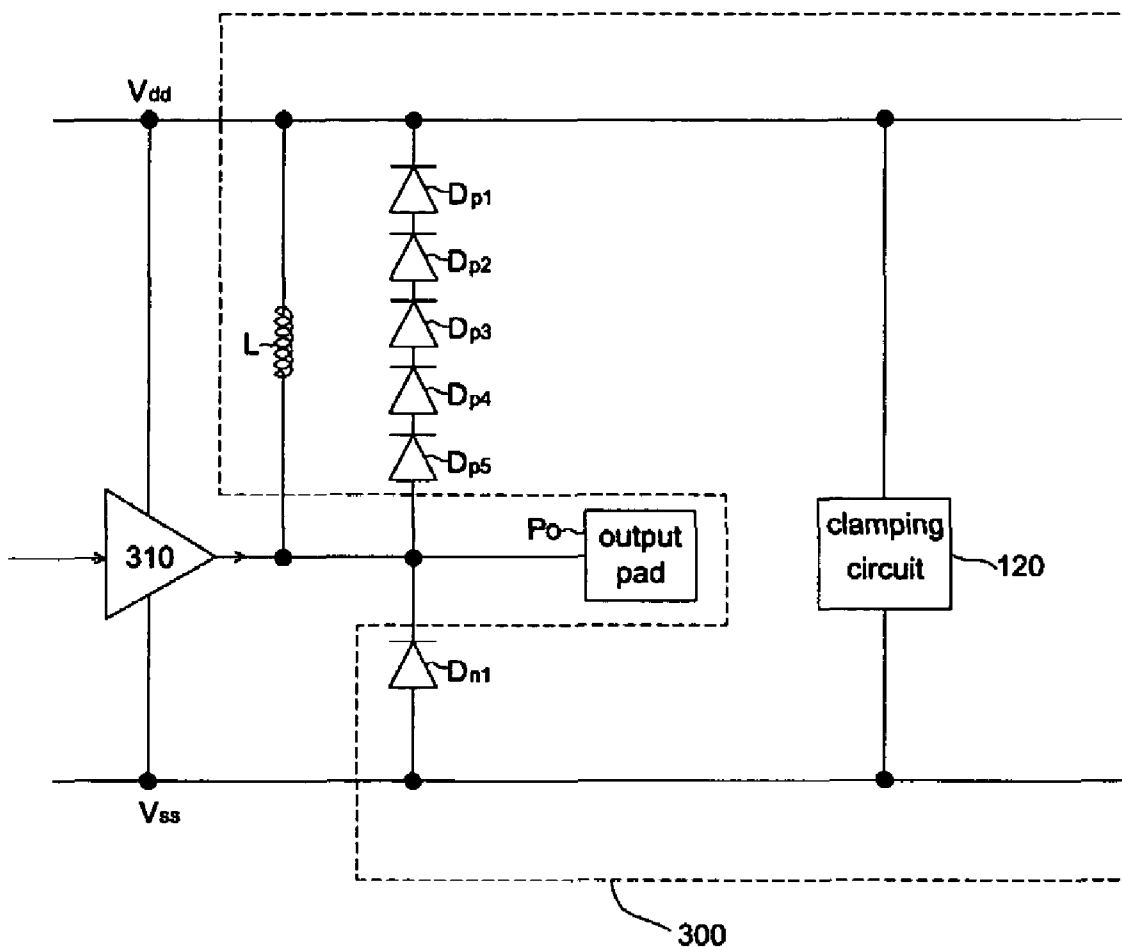 Vdd
Dp1
Dp2
Dp3
L
Dp4
Dp5
310
Po
output
pad
clamping
circuit
120
Dn1
Vss
300